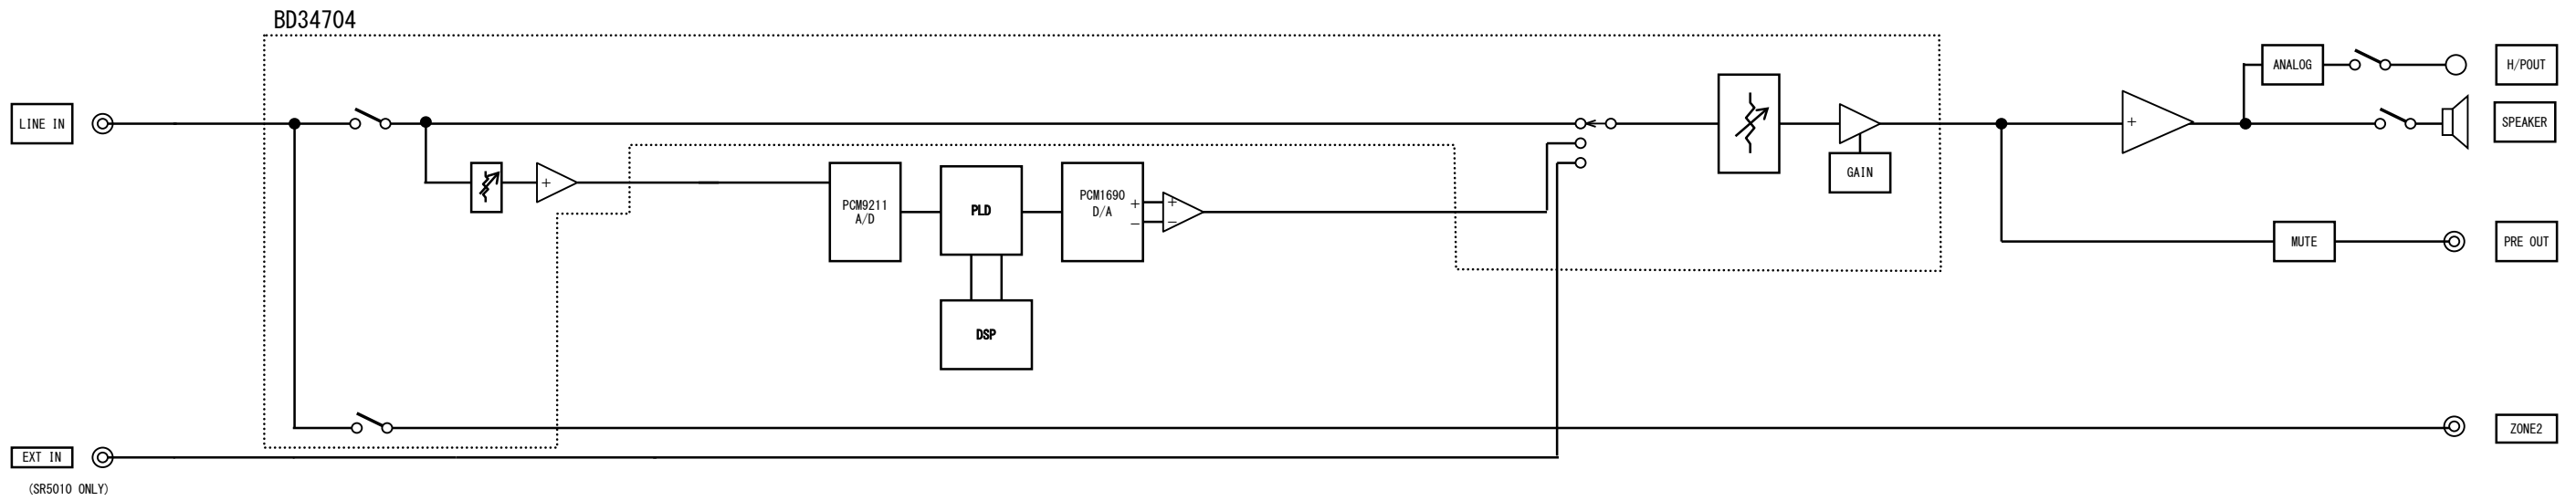 BD34704
LINE IN
ANALOG
H/POUT
SPEAKER
+
GAIN
+
PCM9211
A/D
PLD
PCM1690
D/A
+
−
+
−
MUTE
PRE OUT
DSP
ZONE2
EXT IN
(SR5010 ONLY)